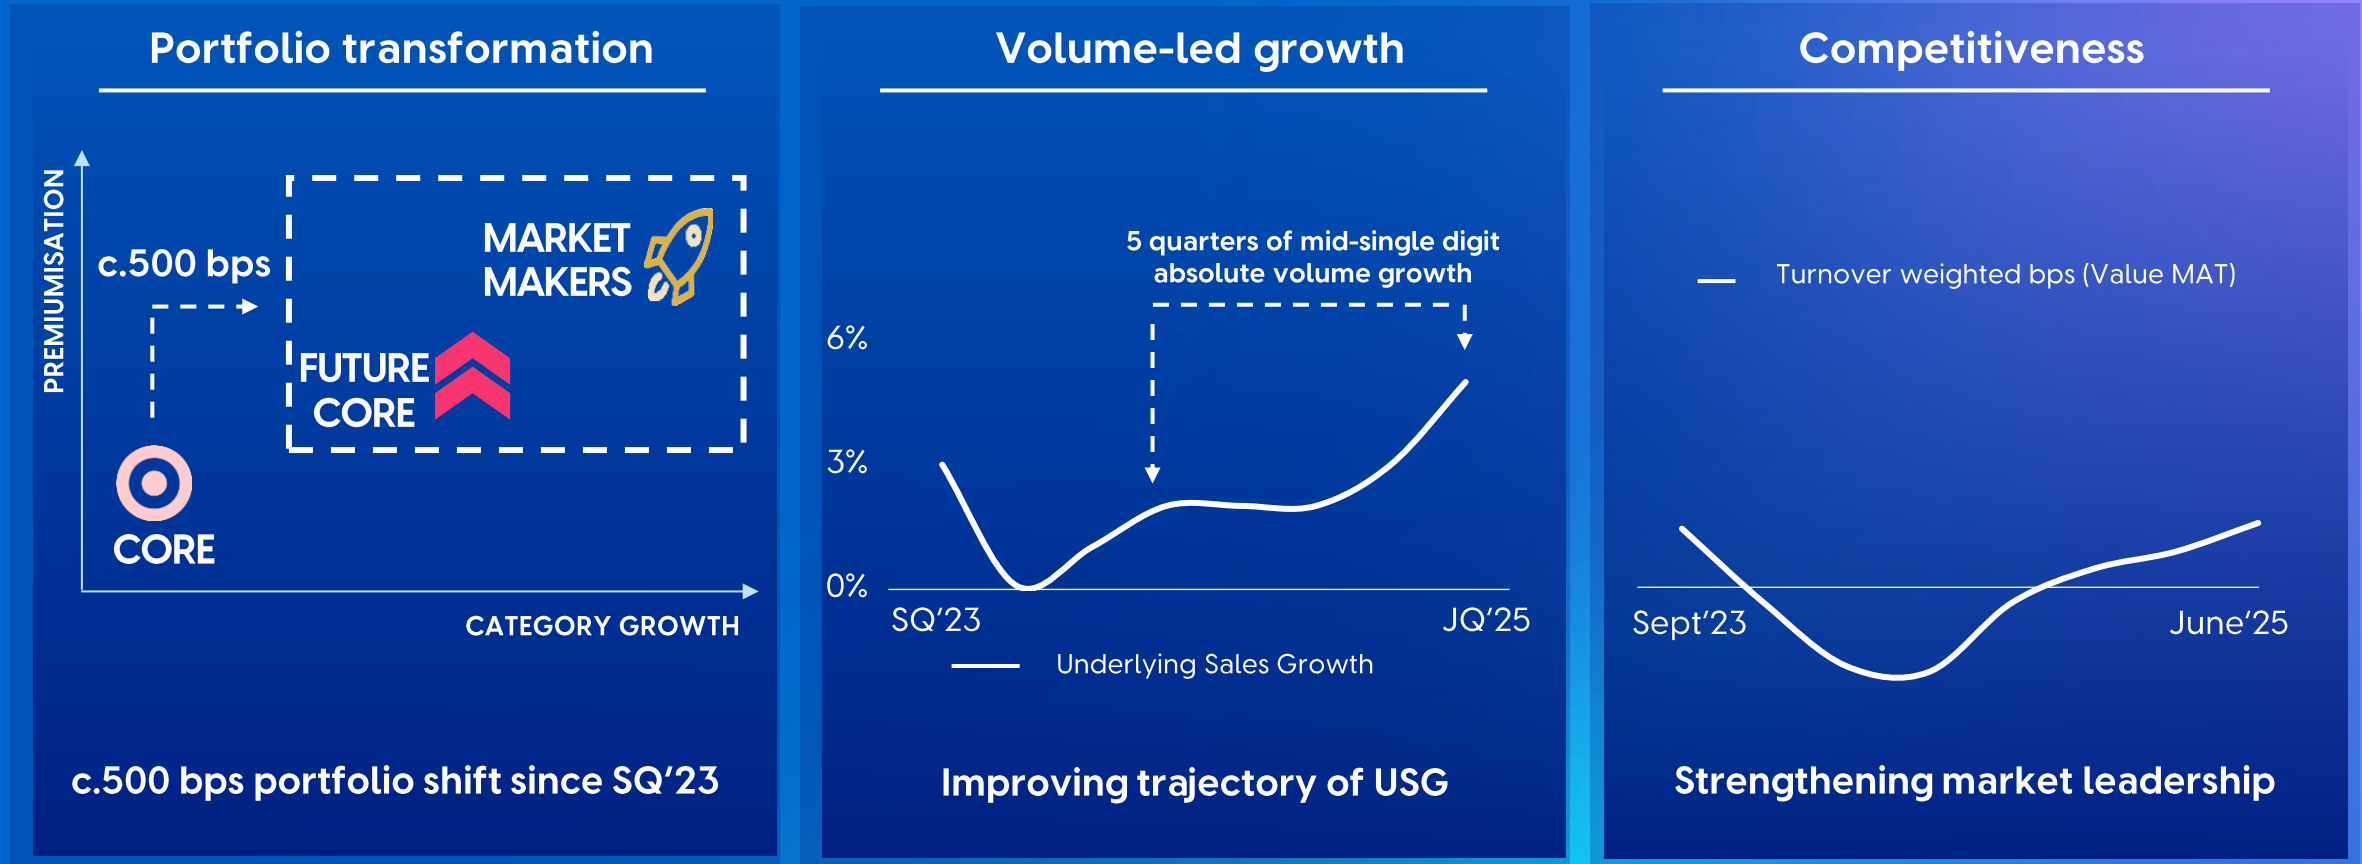 Portfolio transformation
PREMIUMISATION
c.500 bps
MARKET
MAKERS
FUTURE
CORE
CORE
CATEGORY GROWTH
c.500 bps portfolio shift since SQ'23
Volume-led growth
5 quarters of mid-single digit
absolute volume growth
6%
3%
0%
SQ'23
JQ'25
Underlying Sales Growth
Improving trajectory of USG
Competitiveness
Turnover weighted bps (Value MAT)
Sept'23
June'25
Strengthening market leadership